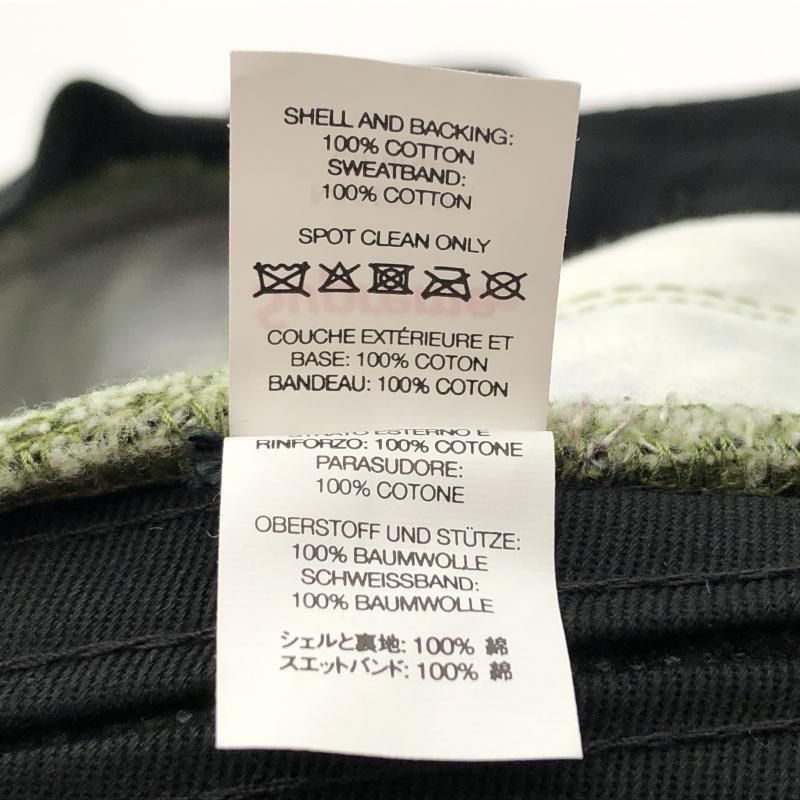 SHELL AND BACKING:
100% COTTON
SWEATBAND:
100% COTTON
SPOT CLEAN ONLY
COUCHE EXTÉRIEURE ET
BASE: 100% COTON
BANDEAU: 100% COTON
STRATO ESTERNO E
RINFORZO: 100% COTONE
PARASUDORE:
100% COTONE
OBERSTOFF UND STÜTZE:
100% BAUMWOLLE
SCHWEISSBAND:
100% BAUMWOLLE
シェルと裏地: 100% 綿
スエットバンド: 100% 綿